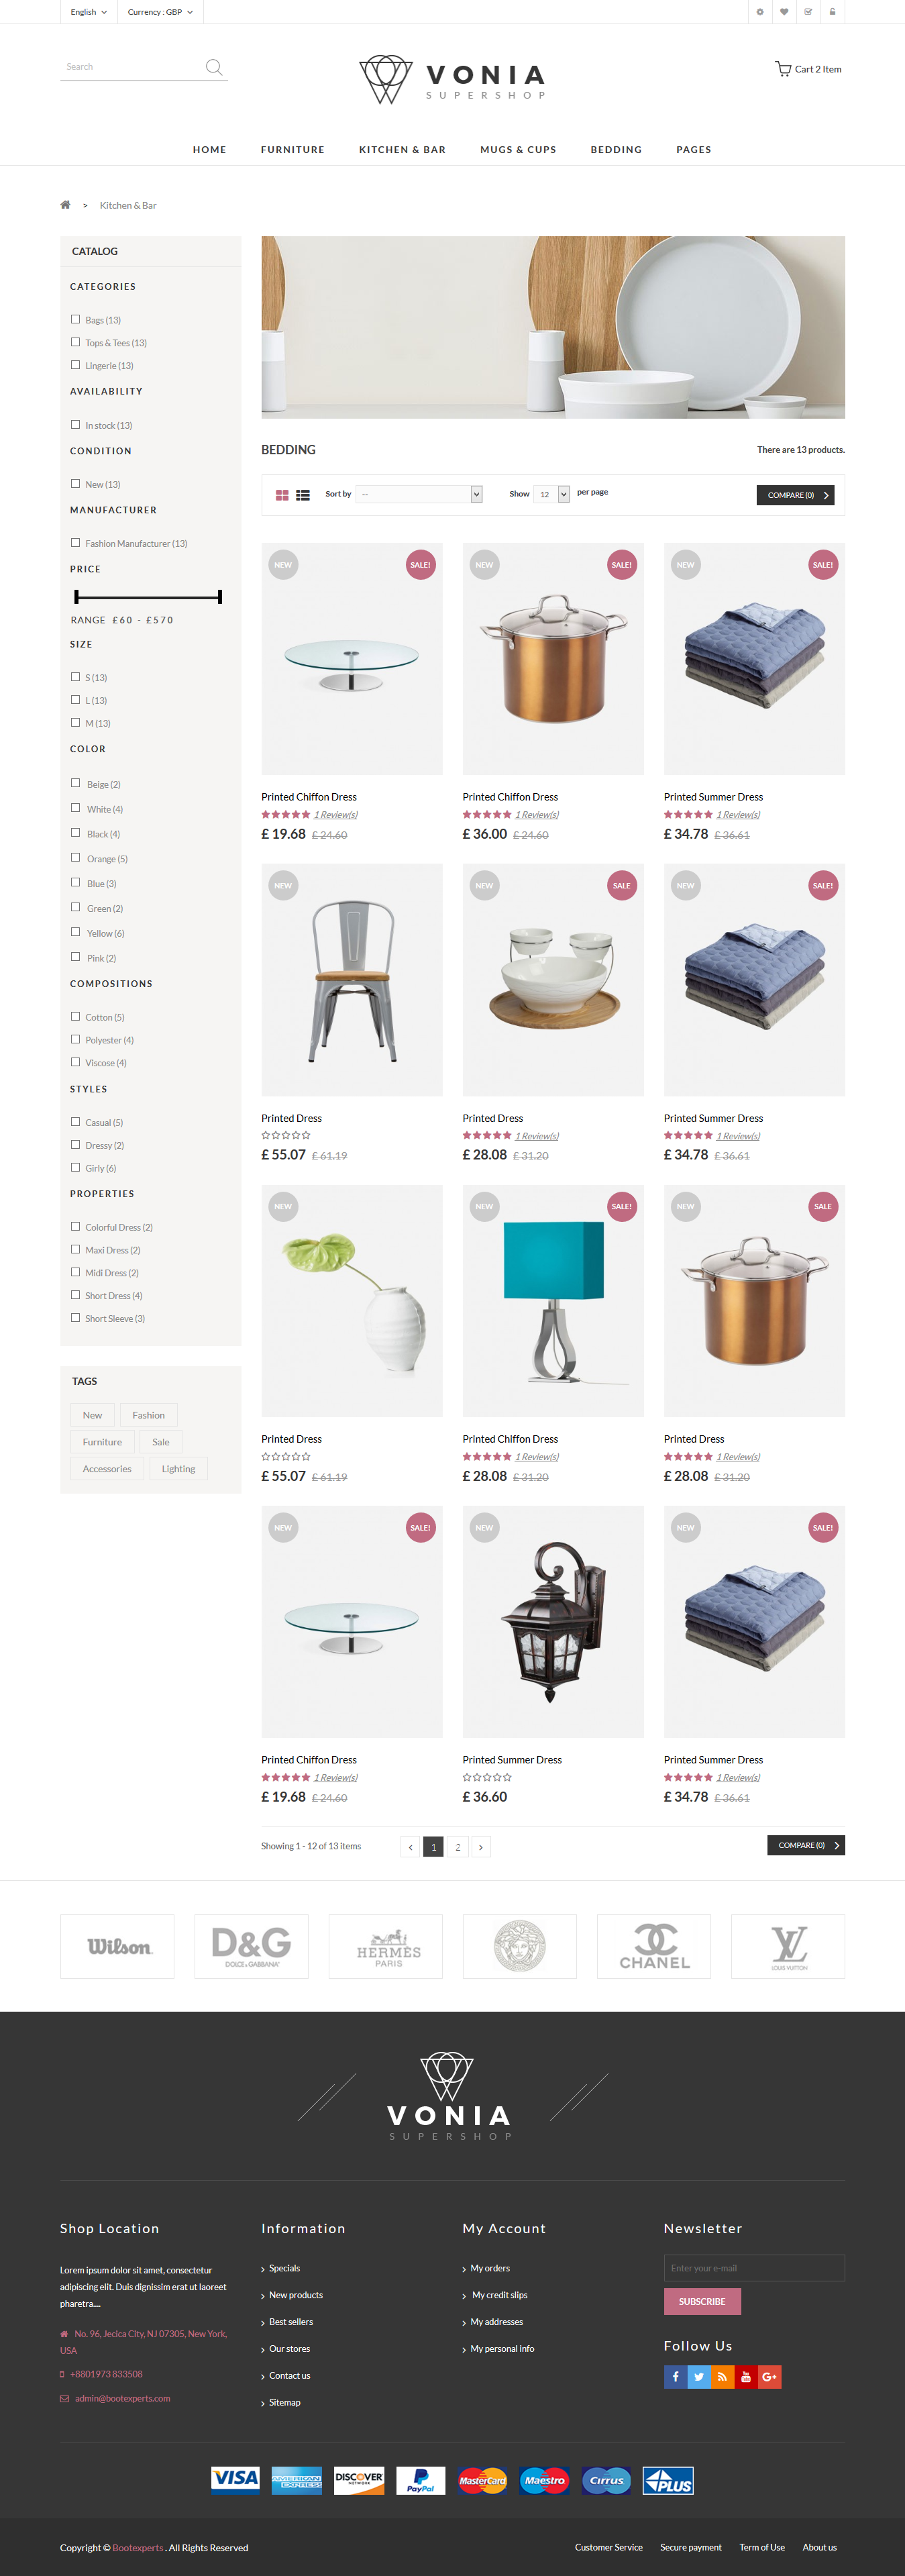 English
Currency : GBP
Search
VONIA
SUPERSHOP
Cart 2 Item
HOME FURNITURE KITCHEN & BAR MUGS & CUPS BEDDING PAGES
> Kitchen & Bar
CATALOG
CATEGORIES
Bags (13)
Tops & Tees (13)
Lingerie (13)
AVAILABILITY
In stock (13)
CONDITION
New (13)
MANUFACTURER
Fashion Manufacturer (13)
PRICE
RANGE £60 - £570
SIZE
S (13)
L (13)
M (13)
COLOR
Beige (2)
White (4)
Black (4)
Orange (5)
Blue (3)
Green (2)
Yellow (6)
Pink (2)
COMPOSITIONS
Cotton (5)
Polyester (4)
Viscose (4)
STYLES
Casual (5)
Dressy (2)
Girly (6)
PROPERTIES
Colorful Dress (2)
Maxi Dress (2)
Midi Dress (2)
Short Dress (4)
Short Sleeve (3)
TAGS
New Fashion
Furniture Sale
Accessories Lighting
BEDDING
There are 13 products.
Sort by -- Show 12 per page
COMPARE (0)
NEW SALE! NEW SALE! NEW SALE!
Printed Chiffon Dress
1 Review(s)
£ 19.68 £ 24.60
Printed Chiffon Dress
1 Review(s)
£ 36.00 £ 24.60
Printed Summer Dress
1 Review(s)
£ 34.78 £ 36.61
NEW NEW SALE NEW SALE!
Printed Dress
£ 55.07 £ 61.19
Printed Dress
1 Review(s)
£ 28.08 £ 31.20
Printed Summer Dress
1 Review(s)
£ 34.78 £ 36.61
NEW NEW SALE! NEW SALE
Printed Dress
£ 55.07 £ 61.19
Printed Chiffon Dress
1 Review(s)
£ 28.08 £ 31.20
Printed Dress
1 Review(s)
£ 28.08 £ 31.20
NEW SALE! NEW NEW SALE!
Printed Chiffon Dress
1 Review(s)
£ 19.68 £ 24.60
Printed Summer Dress
£ 36.60
Printed Summer Dress
1 Review(s)
£ 34.78 £ 36.61
Showing 1 - 12 of 13 items
1 2
COMPARE (0)
Wilson
D&G
DOLCE & GABBANA
HERMÈS
PARIS
CHANEL
LV
LOUIS VUITTON
VONIA
SUPERSHOP
Shop Location
Lorem ipsum dolor sit amet, consectetur
adipiscing elit. Duis dignissim erat ut laoreet
pharetra....
No. 96, Jecica City, NJ 07305, New York,
USA
+8801973 833508
admin@bootexperts.com
Information
Specials
New products
Best sellers
Our stores
Contact us
Sitemap
My Account
My orders
My credit slips
My addresses
My personal info
Newsletter
Enter your e-mail
SUBSCRIBE
Follow Us
VISA
AMERICAN EXPRESS
DISCOVER
NETWORK
PayPal
MasterCard
Maestro
Cirrus
PLUS
Copyright © Bootexperts . All Rights Reserved
Customer Service Secure payment Term of Use About us